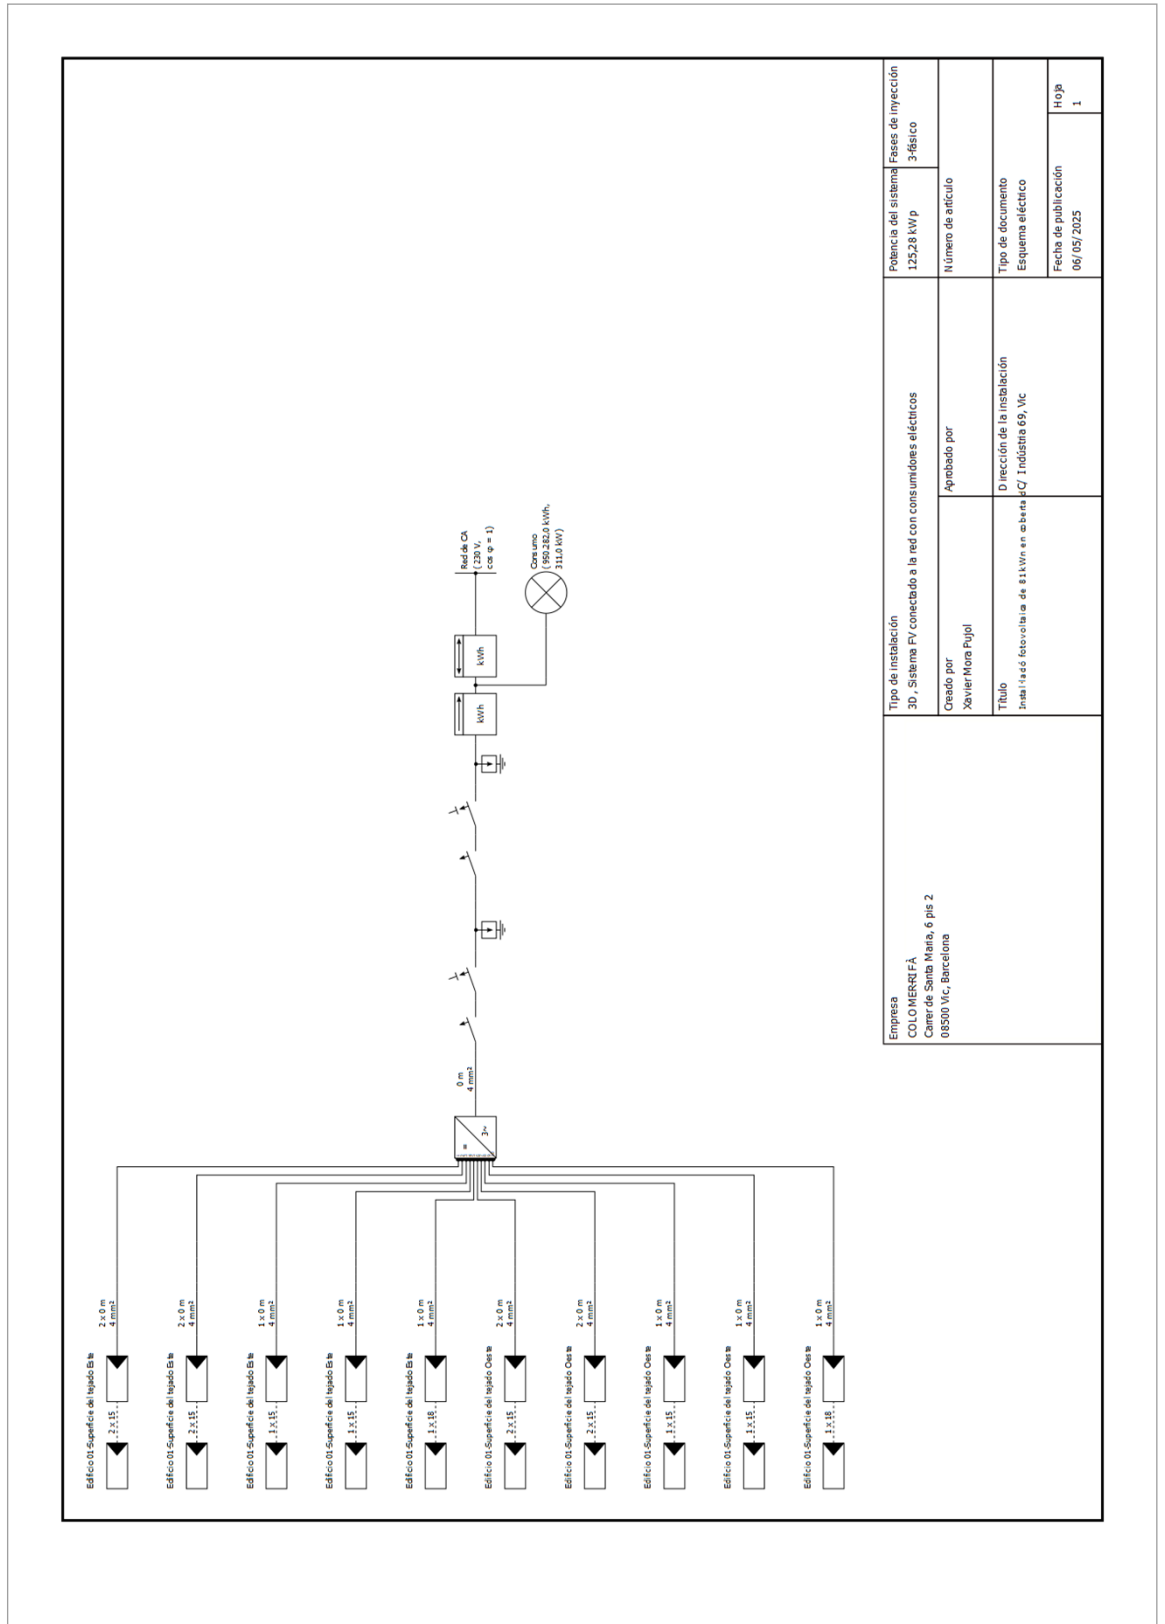 Edificio 01-Superficie del tejado Este
2 x 15
2 x 0 m
4 mm²
Edificio 01-Superficie del tejado Este
2 x 15
2 x 0 m
4 mm²
Edificio 01-Superficie del tejado Este
1 x 15
1 x 0 m
4 mm²
Edificio 01-Superficie del tejado Este
1 x 15
1 x 0 m
4 mm²
Edificio 01-Superficie del tejado Este
1 x 18
1 x 0 m
4 mm²
Edificio 01-Superficie del tejado Oeste
2 x 15
2 x 0 m
4 mm²
Edificio 01-Superficie del tejado Oeste
2 x 15
2 x 0 m
4 mm²
Edificio 01-Superficie del tejado Oeste
1 x 15
1 x 0 m
4 mm²
Edificio 01-Superficie del tejado Oeste
1 x 15
1 x 0 m
4 mm²
Edificio 01-Superficie del tejado Oeste
1 x 18
1 x 0 m
4 mm²
=
3~
0 m
4 mm²
kWh
kWh
Red de CA
(230 V,
cos φ = 1)
Consumo
(950.282,0 kWh,
311,0 kW)
Empresa
COLOMER-RIFÀ
Carrer de Santa Maria, 6 pis 2
08500 Vic, Barcelona
Tipo de instalación
3D, Sistema FV conectado a la red con consumidores eléctricos
Potencia del sistema
125,28 kWp
Fases de inyección
3-fásico
Creado por
Xavier Mora Pujol
Aprobado por
Número de artículo
Título
Instal·lació fotovoltaica de 81kWn en coberta d
Dirección de la instalación
C/ Indústria 69, Vic
Tipo de documento
Esquema eléctrico
Fecha de publicación
06/05/2025
Hoja
1